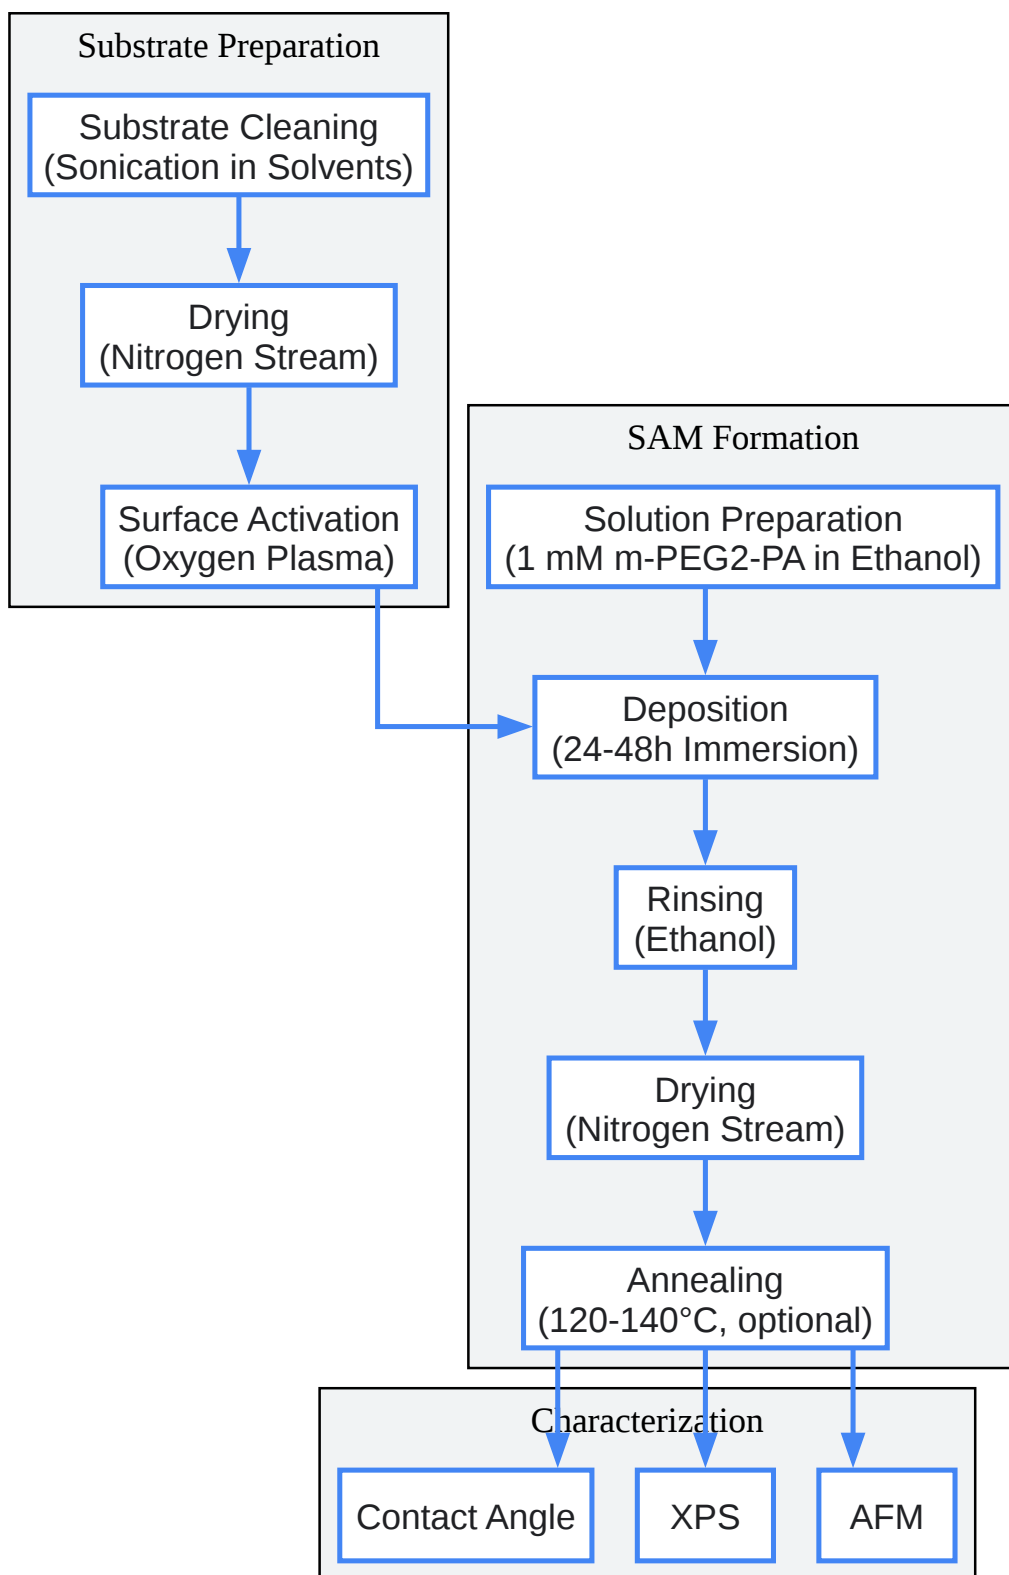 Substrate Preparation
Substrate Cleaning
(Sonication in Solvents)
Drying
(Nitrogen Stream)
Surface Activation
(Oxygen Plasma)
SAM Formation
Solution Preparation
(1 mM m-PEG2-PA in Ethanol)
Deposition
(24-48h Immersion)
Rinsing
(Ethanol)
Drying
(Nitrogen Stream)
Annealing
(120-140°C, optional)
Characterization
Contact Angle
XPS
AFM